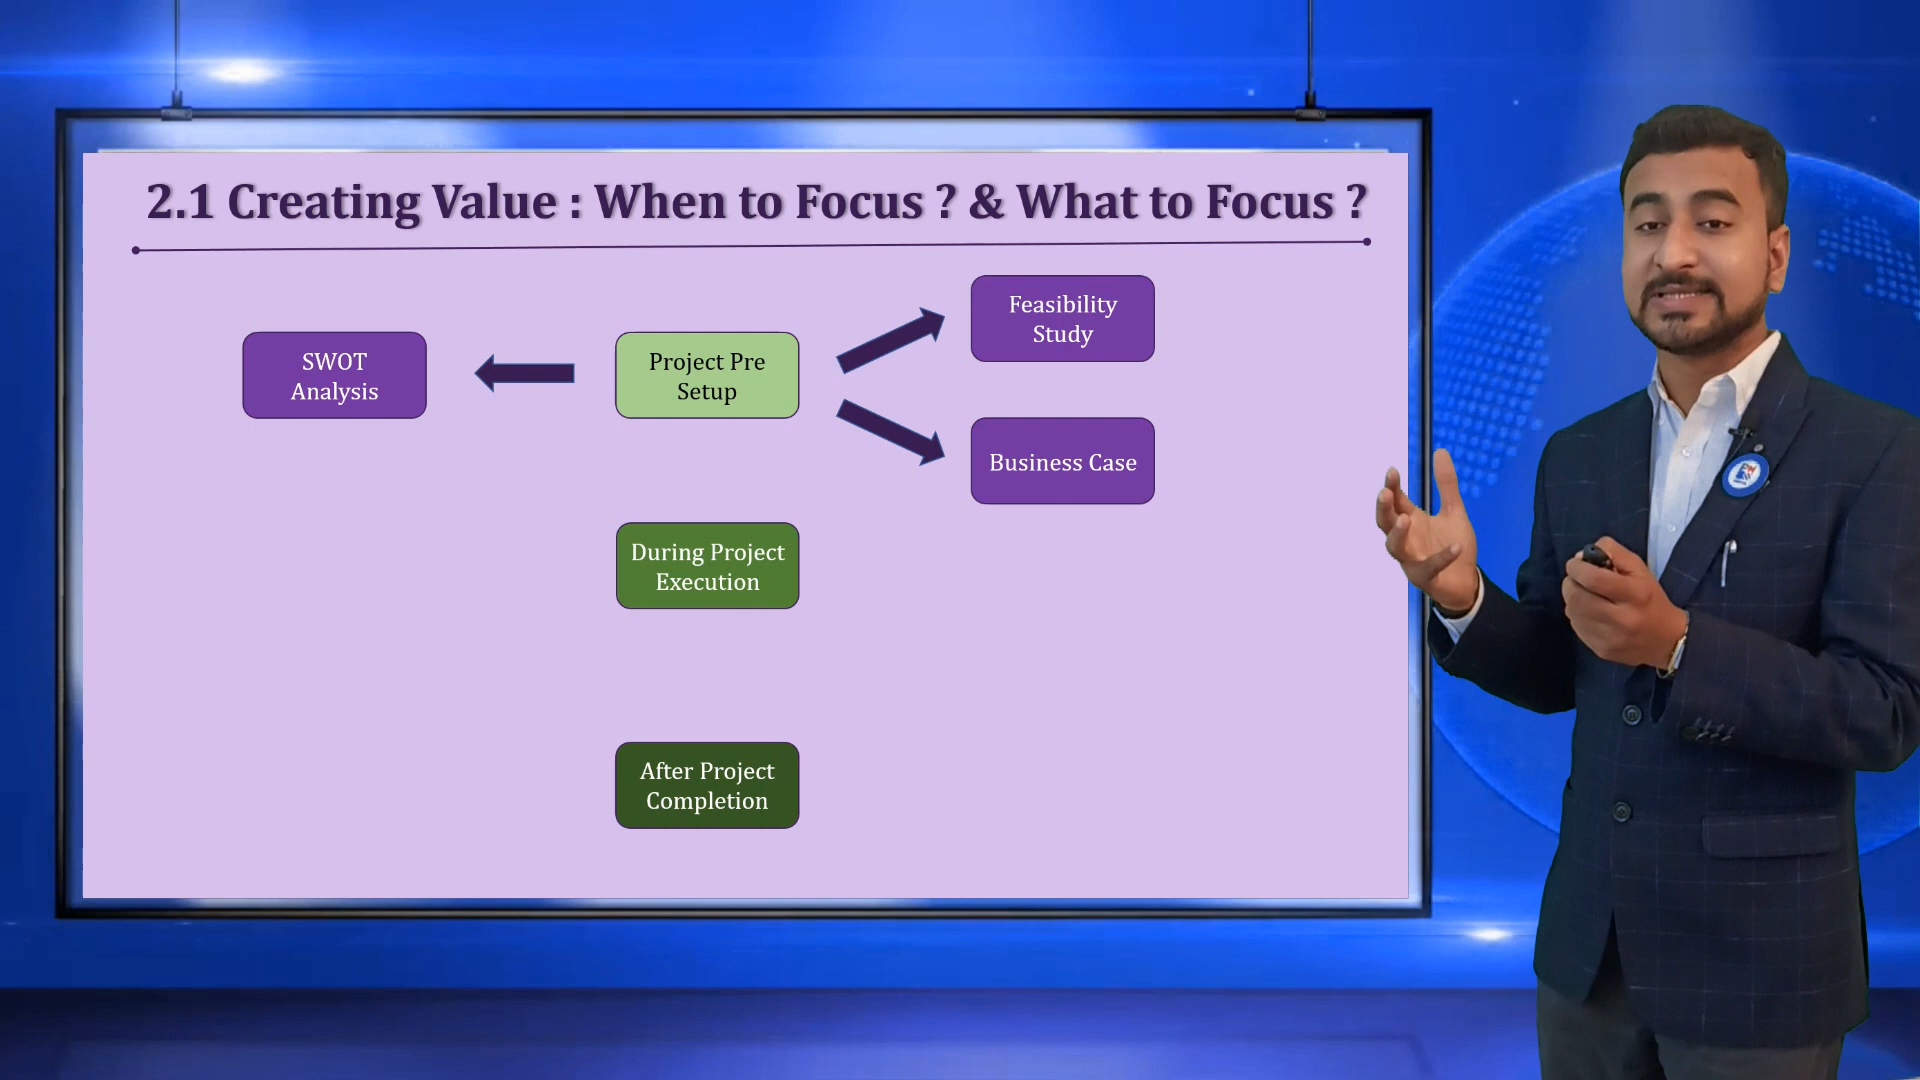 2.1 Creating Value : When to Focus ? & What to Focus ?
SWOT
Analysis
Project Pre
Setup
Feasibility
Study
Business Case
During Project
Execution
After Project
Completion